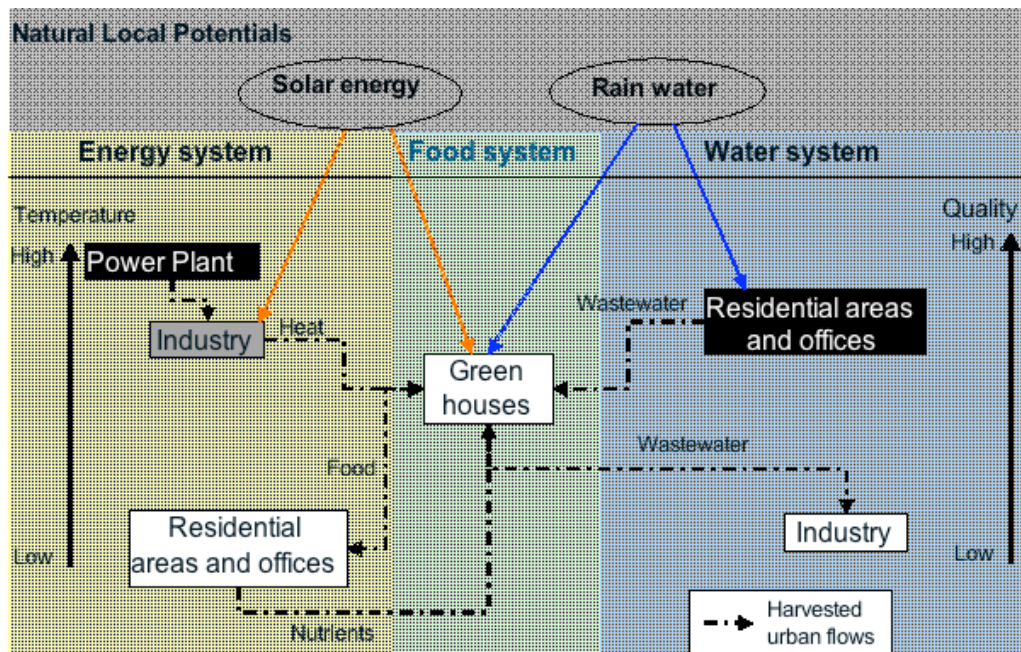 Natural Local Potentials
Solar energy
Rain water
Energy system
Food system
Water system
Temperature
Quality
High
High
Power Plant
Wastewater
Residential areas
and offices
Industry
Heat
Green
houses
Wastewater
Food
Residential
areas and offices
Industry
Low
Low
Nutrients
Harvested
urban flows